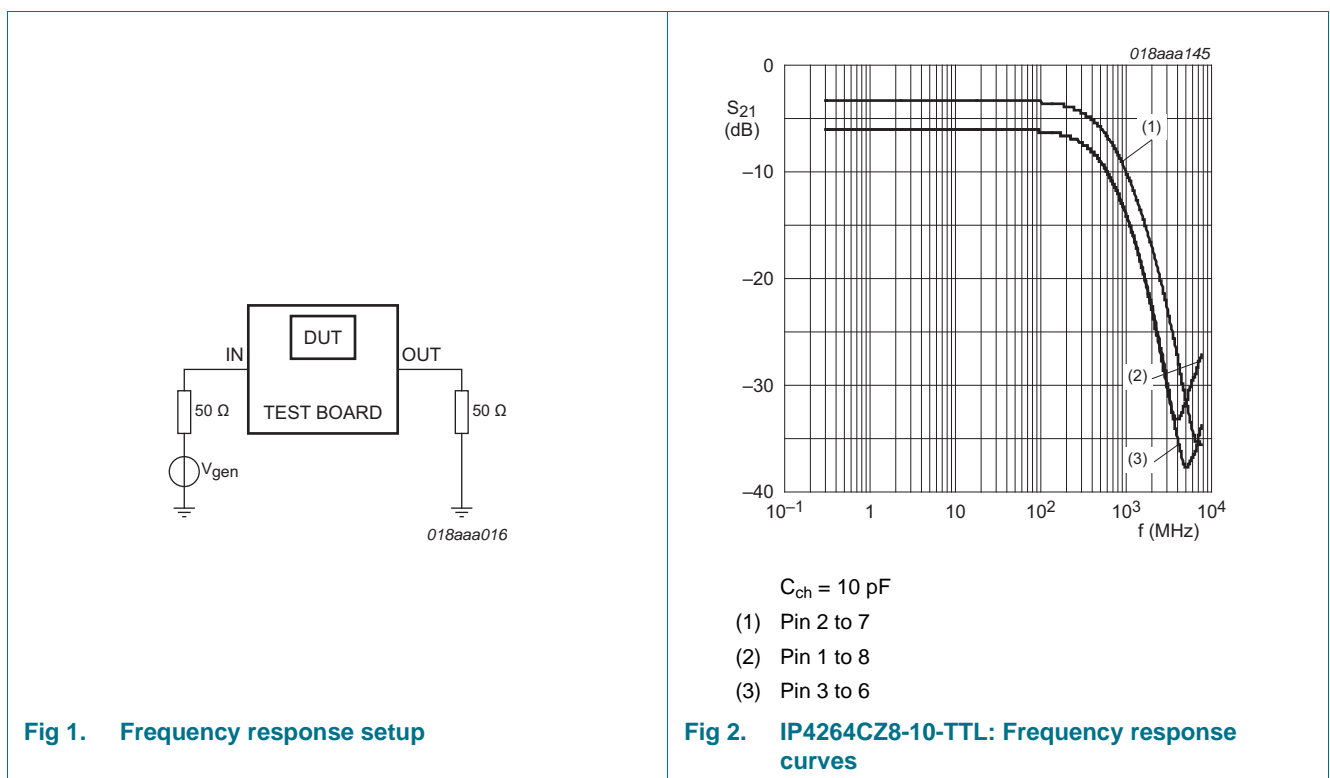 IN
DUT
OUT
50 Ω
TEST BOARD
50 Ω
Vgen
018aaa016
Fig 1. Frequency response setup
018aaa145
0
S21
(dB)
(1)
–10
–20
(2)
–30
(3)
–40
10–1
1
10
102
103
104
f (MHz)
Cch = 10 pF
(1) Pin 2 to 7
(2) Pin 1 to 8
(3) Pin 3 to 6
Fig 2. IP4264CZ8-10-TTL: Frequency response
curves